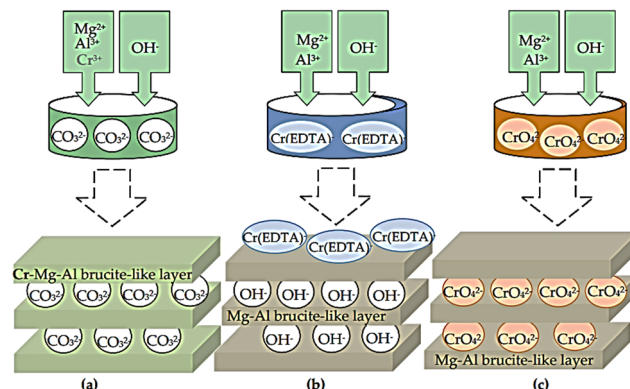 Mg²⁺
Al³⁺
Cr³⁺
OH⁻
CO₃²⁻ CO₃²⁻ CO₃²⁻
Cr-Mg-Al brucite-like layer
CO₃²⁻ CO₃²⁻ CO₃²⁻ CO₃²⁻
CO₃²⁻ CO₃²⁻ CO₃²⁻
(a)
Mg²⁺
Al³⁺
OH⁻
Cr(EDTA)⁻ Cr(EDTA)⁻
Cr(EDTA)⁻ Cr(EDTA)⁻ Cr(EDTA)⁻
OH⁻ OH⁻ OH⁻ OH⁻
Mg-Al brucite-like layer
OH⁻ OH⁻ OH⁻
(b)
Mg²⁺
Al³⁺
OH⁻
CrO₄²⁻ CrO₄²⁻ CrO₄²⁻
CrO₄²⁻ CrO₄²⁻ CrO₄²⁻ CrO₄²⁻
CrO₄²⁻ CrO₄²⁻ CrO₄²⁻
Mg-Al brucite-like layer
(c)